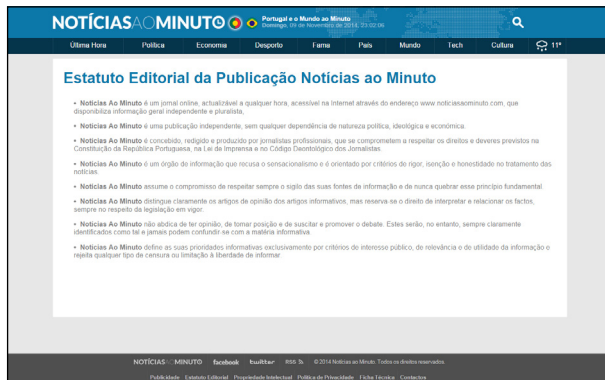 NOTÍCIASAOMINUTO Portugal e o Mundo ao Minuto
Domingo, 09 de Novembro de 2014, 23:02:06
Última Hora Política Economia Desporto Fama País Mundo Tech Cultura 11°
Estatuto Editorial da Publicação Notícias ao Minuto
• Notícias Ao Minuto é um jornal online, actualizável a qualquer hora, acessível na Internet através do endereço www.noticiasaominuto.com, que
disponibiliza informação geral independente e pluralista,
• Notícias Ao Minuto é uma publicação independente, sem qualquer dependência de natureza política, ideológica e económica.
• Notícias Ao Minuto é concebido, redigido e produzido por jornalistas profissionais, que se comprometem a respeitar os direitos e deveres previstos na
Constituição da República Portuguesa, na Lei da Imprensa e no Código Deontológico dos Jornalistas.
• Notícias Ao Minuto é um órgão de informação que recusa o sensacionalismo e é orientado por critérios de rigor, isenção e honestidade no tratamento das
notícias.
• Notícias Ao Minuto assume o compromisso de respeitar sempre o sigilo das suas fontes de informação e de nunca quebrar esse princípio fundamental.
• Notícias Ao Minuto distingue claramente os artigos de opinião dos artigos informativos, mas reserva-se o direito de interpretar e relacionar os factos,
sempre no respeito da legislação em vigor.
• Notícias Ao Minuto não abdica de ter opinião, de tomar posição e de suscitar e promover o debate. Estes serão, no entanto, sempre claramente
identificados como tal e jamais podem confundir-se com a matéria informativa
• Notícias Ao Minuto define as suas prioridades informativas exclusivamente por critérios de interesse público, de relevância e de utilidade da informação e
rejeita qualquer tipo de censura ou limitação à liberdade de informar.
NOTÍCIASAOMINUTO facebook twitter RSS © 2014 Notícias ao Minuto. Todos os direitos reservados.
Publicidade Estatuto Editorial Propriedade Intelectual Política de Privacidade Ficha Técnica Contactos